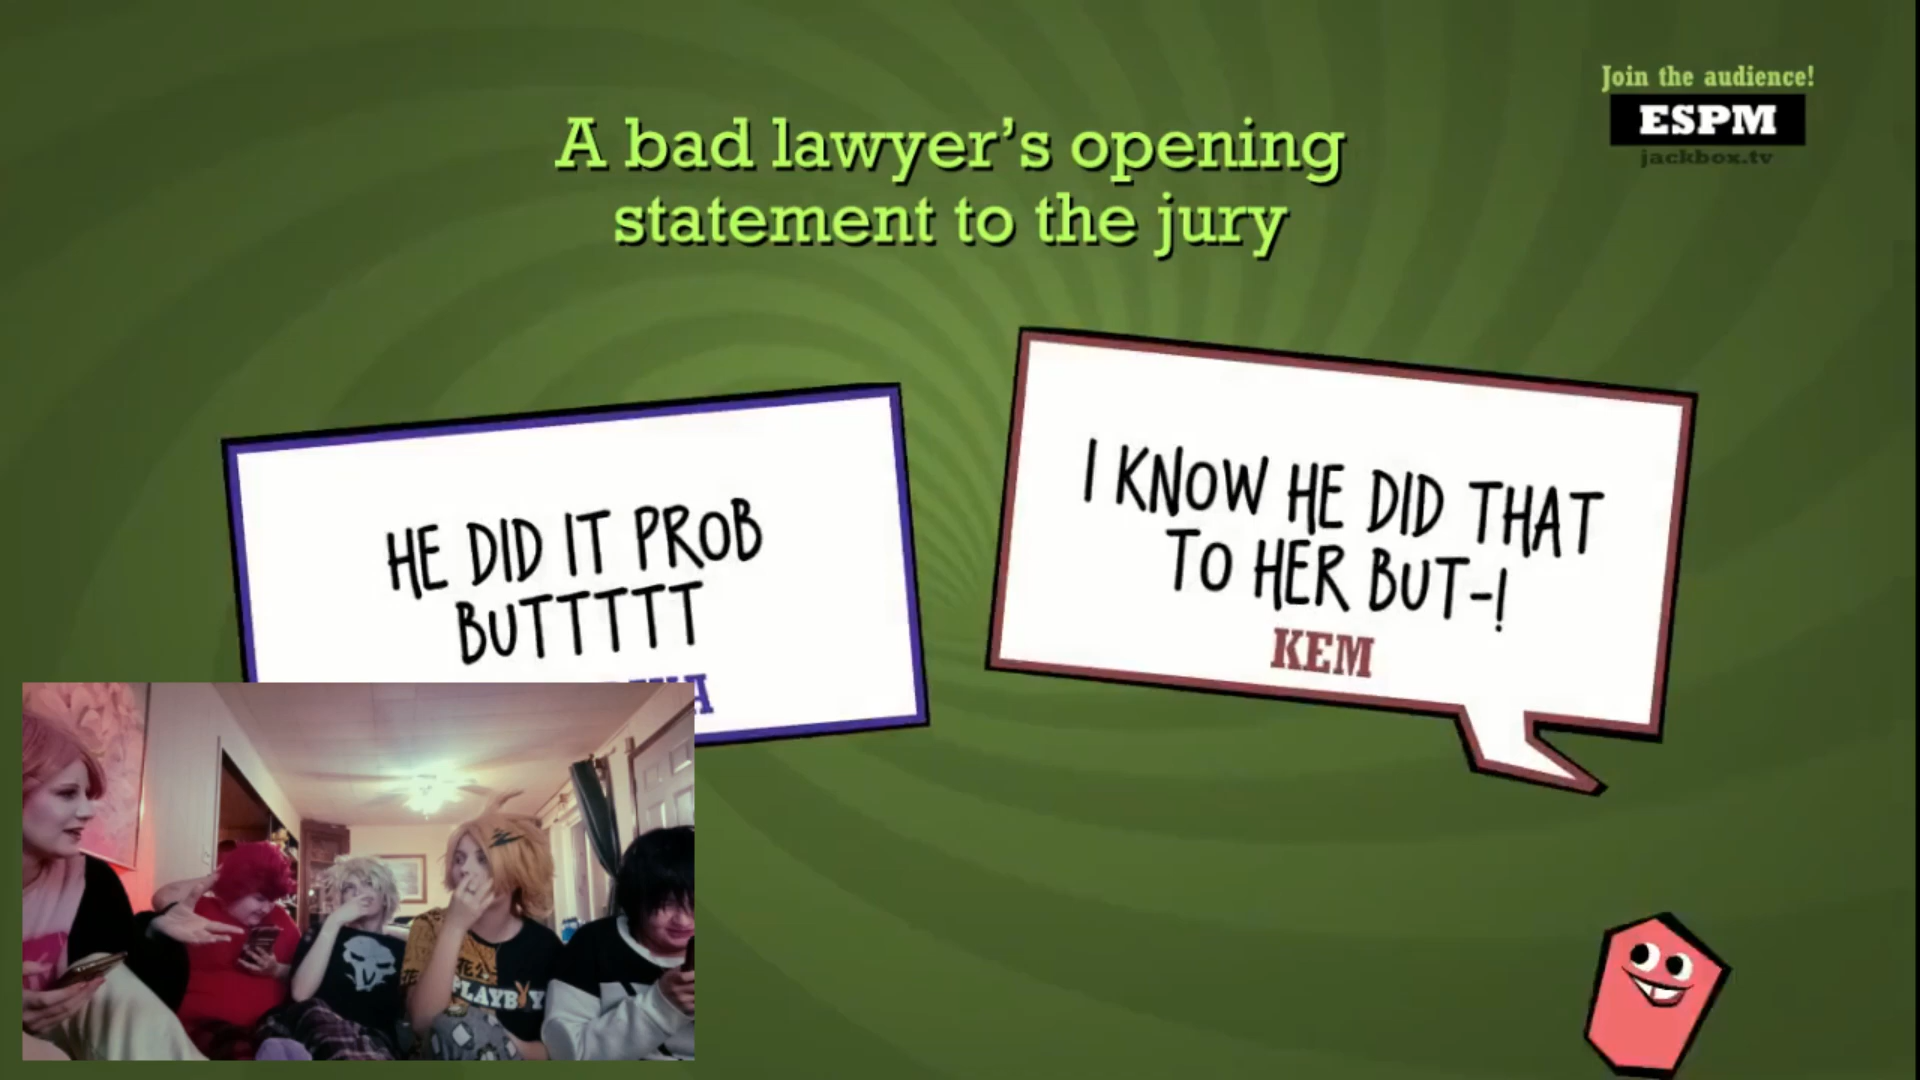 Join the audience!
ESPM
jackbox.tv
A bad lawyer's opening
statement to the jury
HE DID IT PROB
BUTTTTT
I KNOW HE DID THAT
TO HER BUT-!
KEM
PLAYB Y